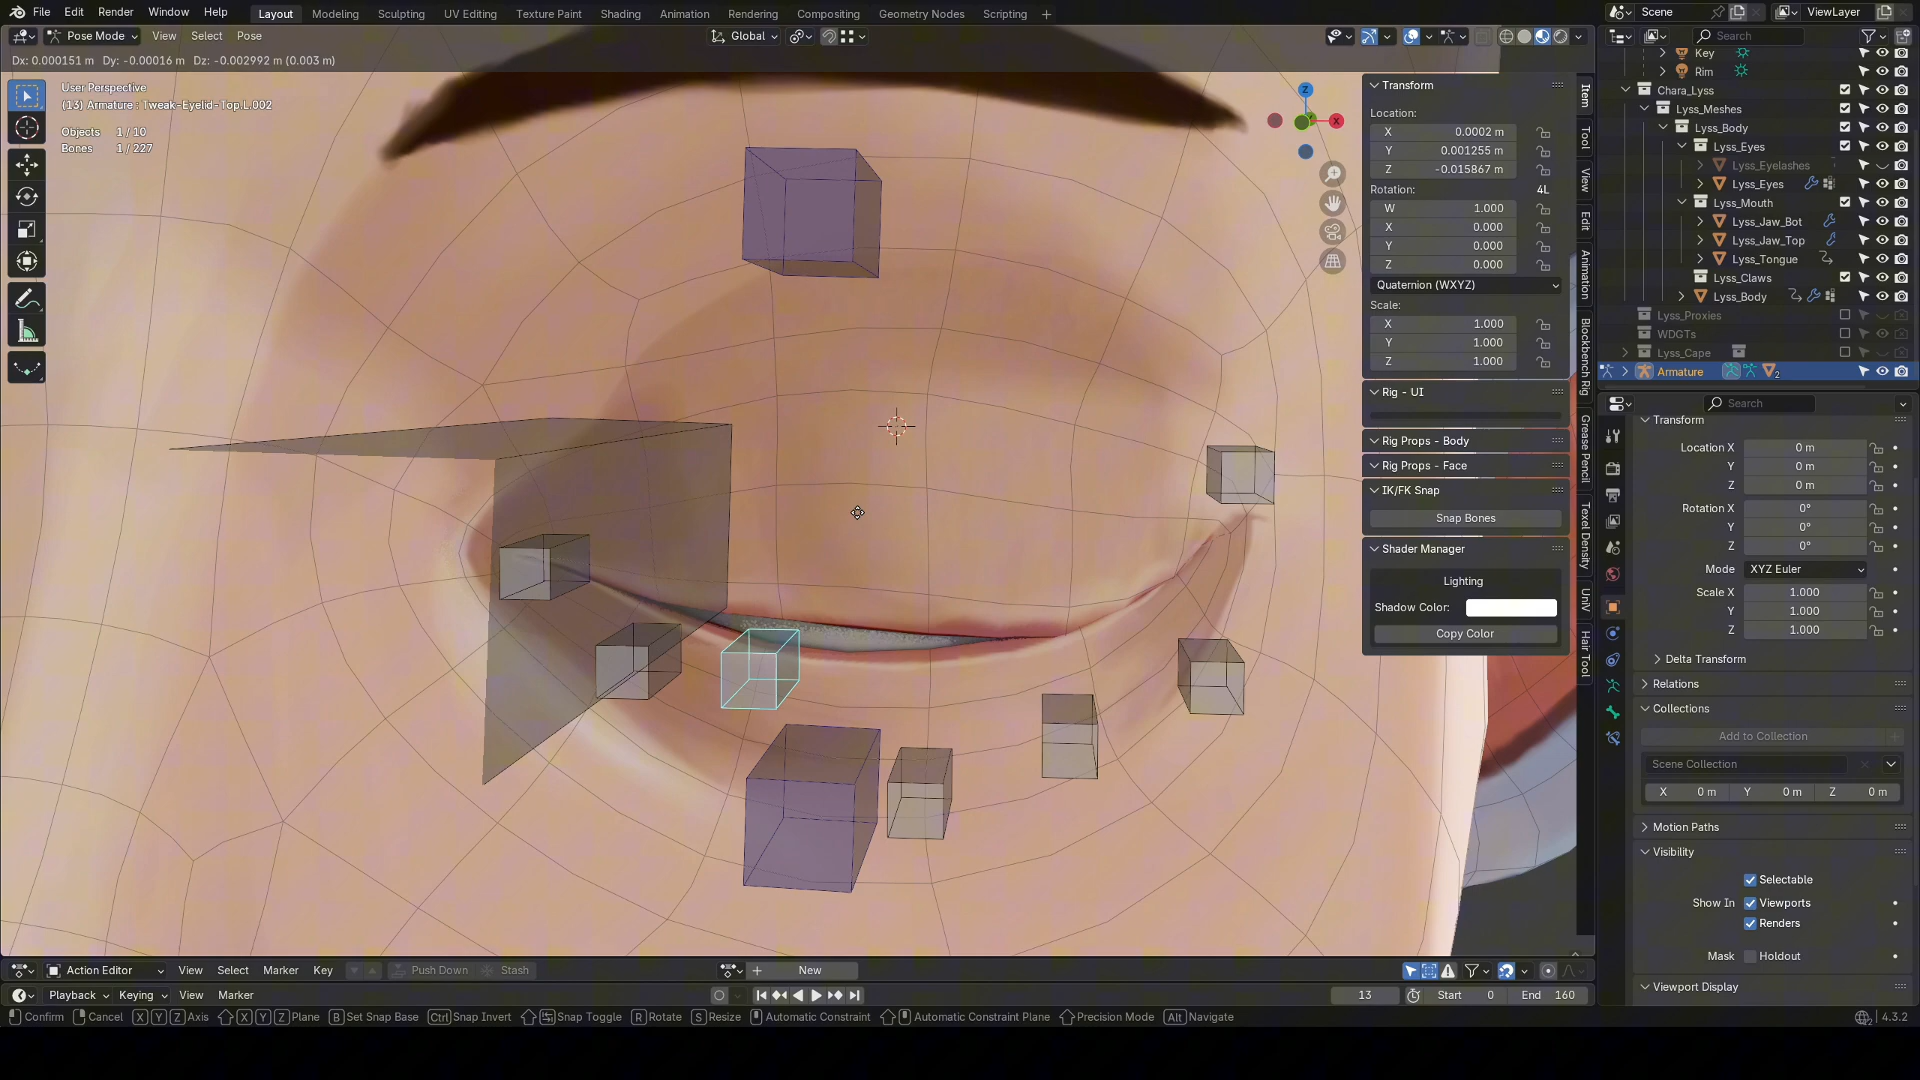 File Edit Render Window Help
Layout Modeling Sculpting UV Editing Texture Paint Shading Animation Rendering Compositing Geometry Nodes Scripting +
Scene
ViewLayer
Pose Mode View Select Pose
Global
Search
Dx: 0.000151 m Dy: -0.00016 m Dz: -0.002992 m (0.003 m)
User Perspective
(13) Armature : Tweak-Eyelid-Top.L.002
Objects 1 / 10
Bones 1 / 227
Z
X
Transform
Location:
X 0.0002 m
Y 0.001255 m
Z -0.015867 m
Rotation: 4L
W 1.000
X 0.000
Y 0.000
Z 0.000
Quaternion (WXYZ)
Scale:
X 1.000
Y 1.000
Z 1.000
Rig - UI
Rig Props - Body
Rig Props - Face
IK/FK Snap
Snap Bones
Shader Manager
Lighting
Shadow Color:
Copy Color
Item
Tool
View
Edit
Animation
Blockbench Rig
Grease Pencil
Texel Density
UniV
Hair Tool
Key
Rim
Chara_Lyss
Lyss_Meshes
Lyss_Body
Lyss_Eyes
Lyss_Eyelashes
Lyss_Eyes
Lyss_Mouth
Lyss_Jaw_Bot
Lyss_Jaw_Top
Lyss_Tongue
Lyss_Claws
Lyss_Body
Lyss_Proxies
WDGTs
Lyss_Cape
Armature 2
Search
Transform
Location X 0 m
Y 0 m
Z 0 m
Rotation X 0°
Y 0°
Z 0°
Mode XYZ Euler
Scale X 1.000
Y 1.000
Z 1.000
Delta Transform
Relations
Collections
Add to Collection +
Scene Collection
X 0 m Y 0 m Z 0 m
Motion Paths
Visibility
Selectable
Show In Viewports
Renders
Mask Holdout
Viewport Display
Action Editor View Select Marker Key Push Down Stash + New
Playback Keying View Marker 13 Start 0 End 160
Confirm Cancel X Y Z Axis X Y Z Plane B Set Snap Base Ctrl Snap Invert Snap Toggle R Rotate S Resize Automatic Constraint Automatic Constraint Plane Precision Mode Alt Navigate 4.3.2